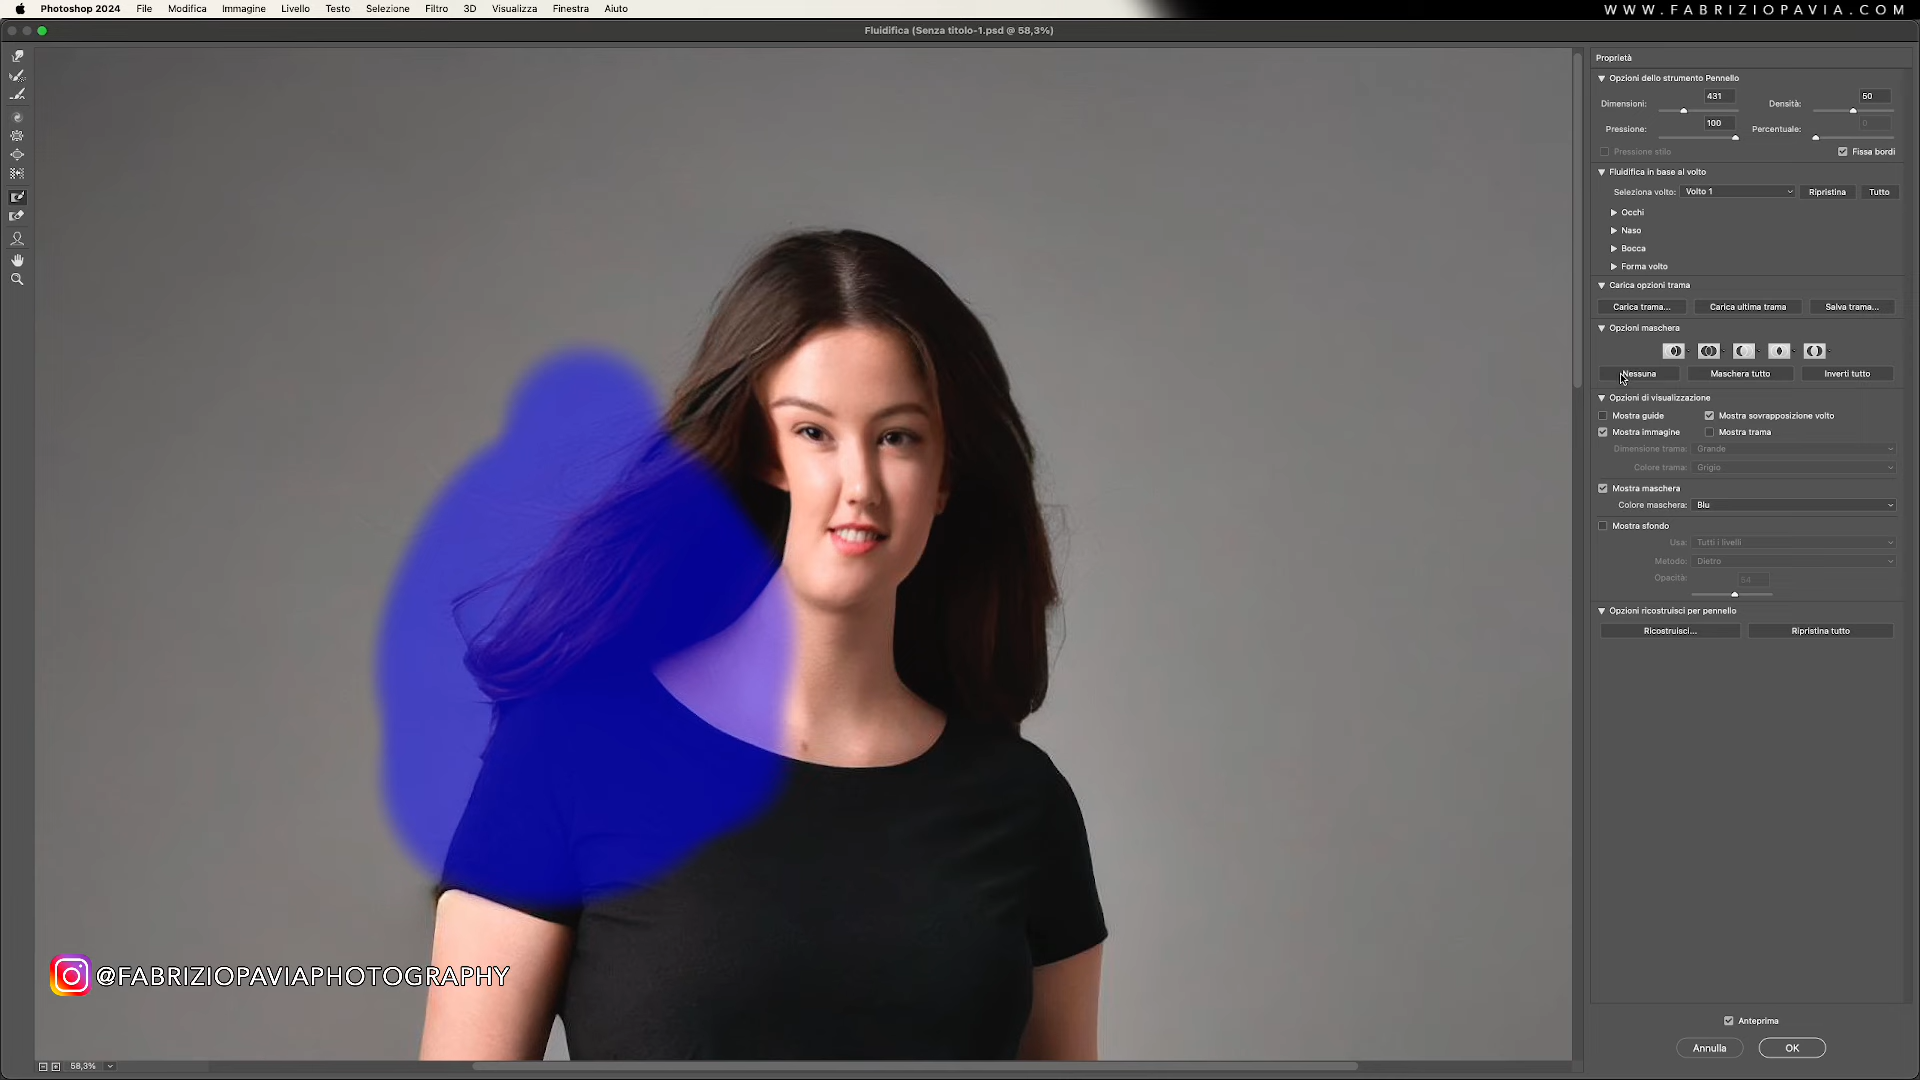 Photoshop 2024 File Modifica Immagine Livello Testo Selezione Filtro 3D Visualizza Finestra Aiuto
WWW.FABRIZIOPAVIA.COM
Fluidifica (Senza titolo-1.psd @ 58,3%)
Proprietà
Opzioni dello strumento Pennello
Dimensioni: 431 Densità: 50
Pressione: 100 Percentuale: 0
Pressione stilo Fissa bordi
Fluidifica in base al volto
Seleziona volto: Volto 1 Ripristina Tutto
Occhi
Naso
Bocca
Forma volto
Carica opzioni trama
Carica trama... Carica ultima trama Salva trama...
Opzioni maschera
Nessuna Maschera tutto Inverti tutto
Opzioni di visualizzazione
Mostra guide Mostra sovrapposizione volto
Mostra immagine Mostra trama
Dimensione trama: Grande
Colore trama: Grigio
Mostra maschera
Colore maschera: Blu
Mostra sfondo
Usa: Tutti i livelli
Metodo: Dietro
Opacità: 54
Opzioni ricostruisci per pennello
Ricostruisci... Ripristina tutto
@FABRIZIOPAVIAPHOTOGRAPHY
Anteprima
Annulla OK
58,3%